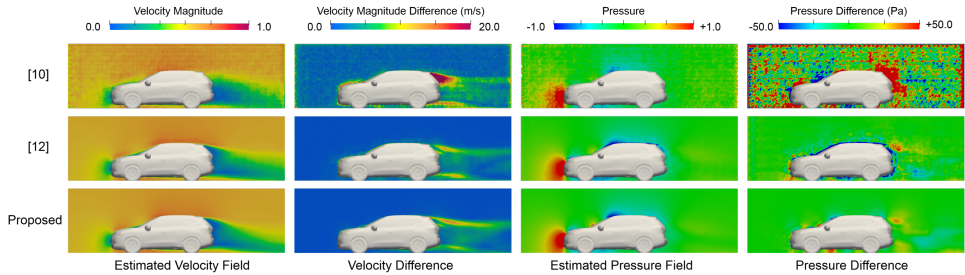 Velocity Magnitude
0.0 1.0
Velocity Magnitude Difference (m/s)
0.0 20.0
Pressure
-1.0 +1.0
Pressure Difference (Pa)
-50.0 +50.0
[10]
[12]
Proposed
Estimated Velocity Field
Velocity Difference
Estimated Pressure Field
Pressure Difference